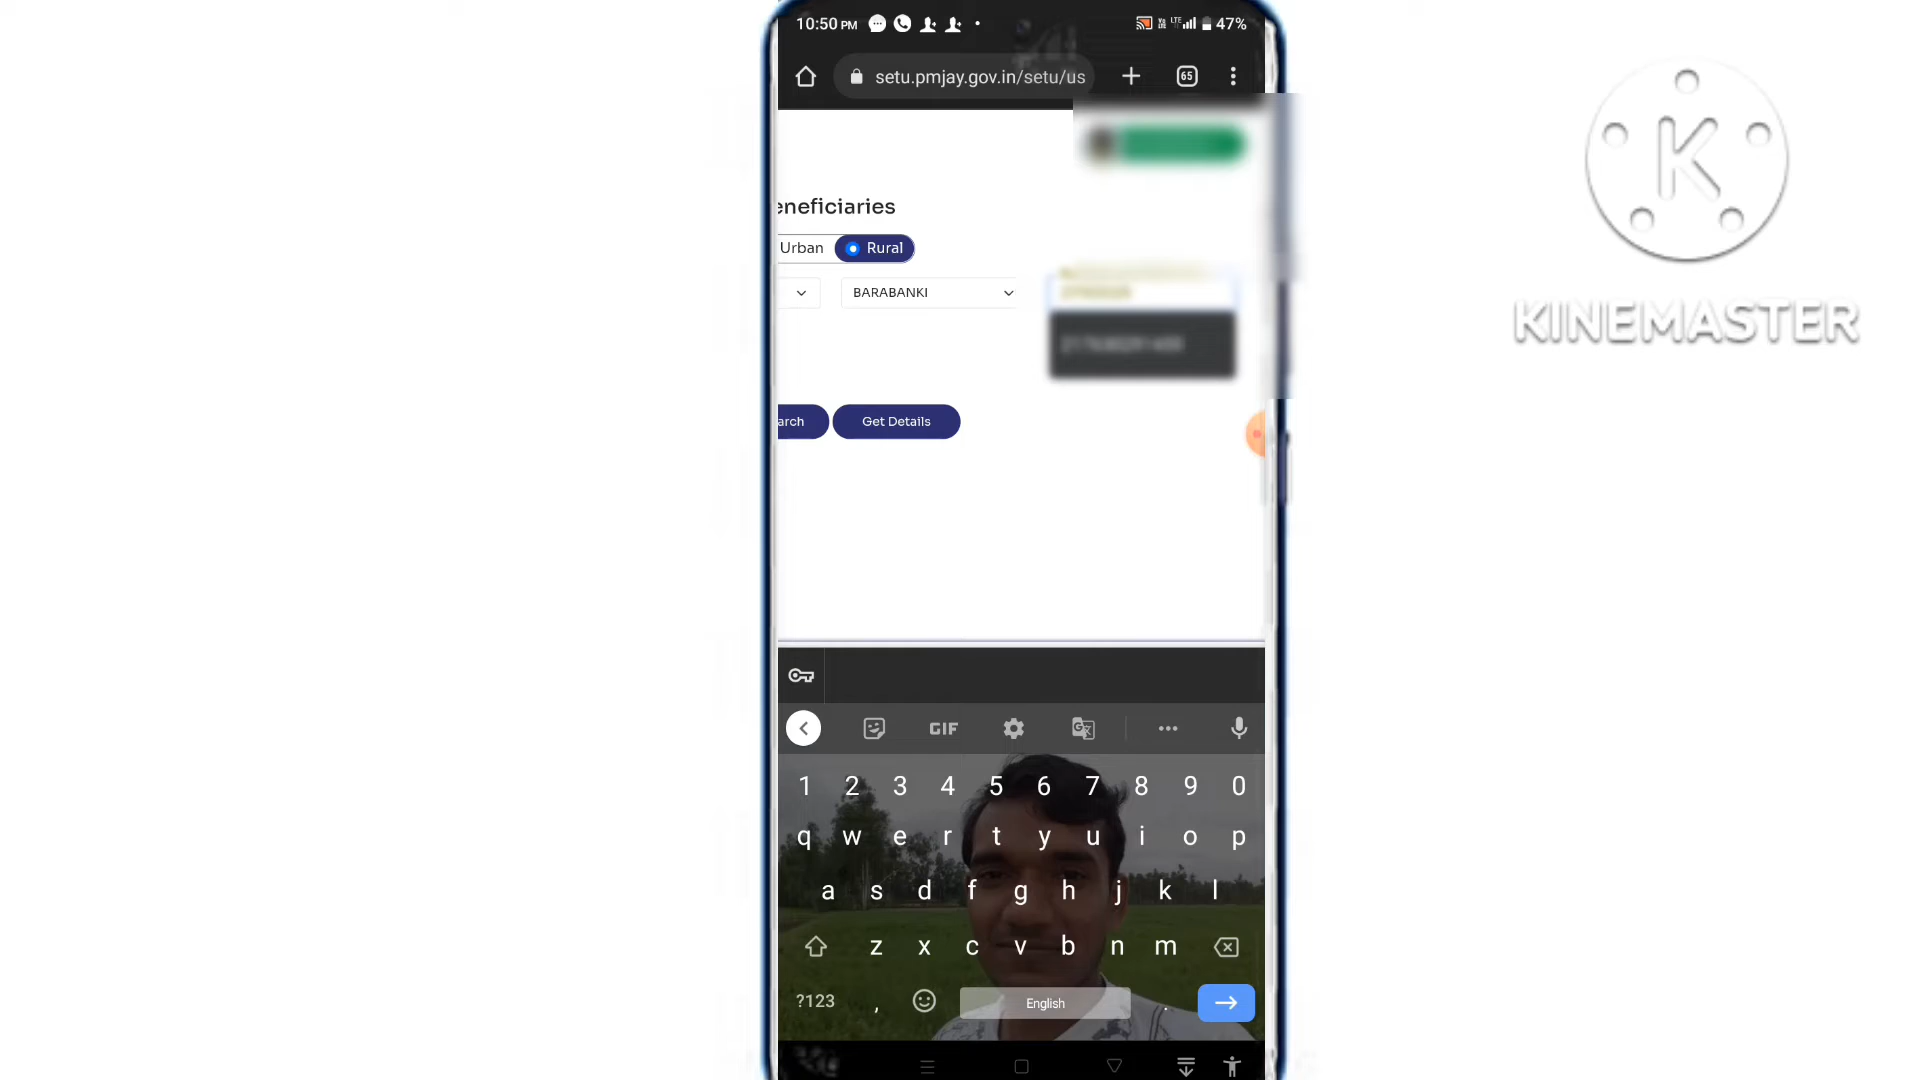 10:50 PM
47%
setu.pmjay.gov.in/setu/us
65
eneficiaries
Urban
Rural
BARABANKI
arch
Get Details
GIF
1 2 3 4 5 6 7 8 9 0
q w e r t y u i o p
a s d f g h j k l
z x c v b n m
?123 , English .
K
KINEMASTER